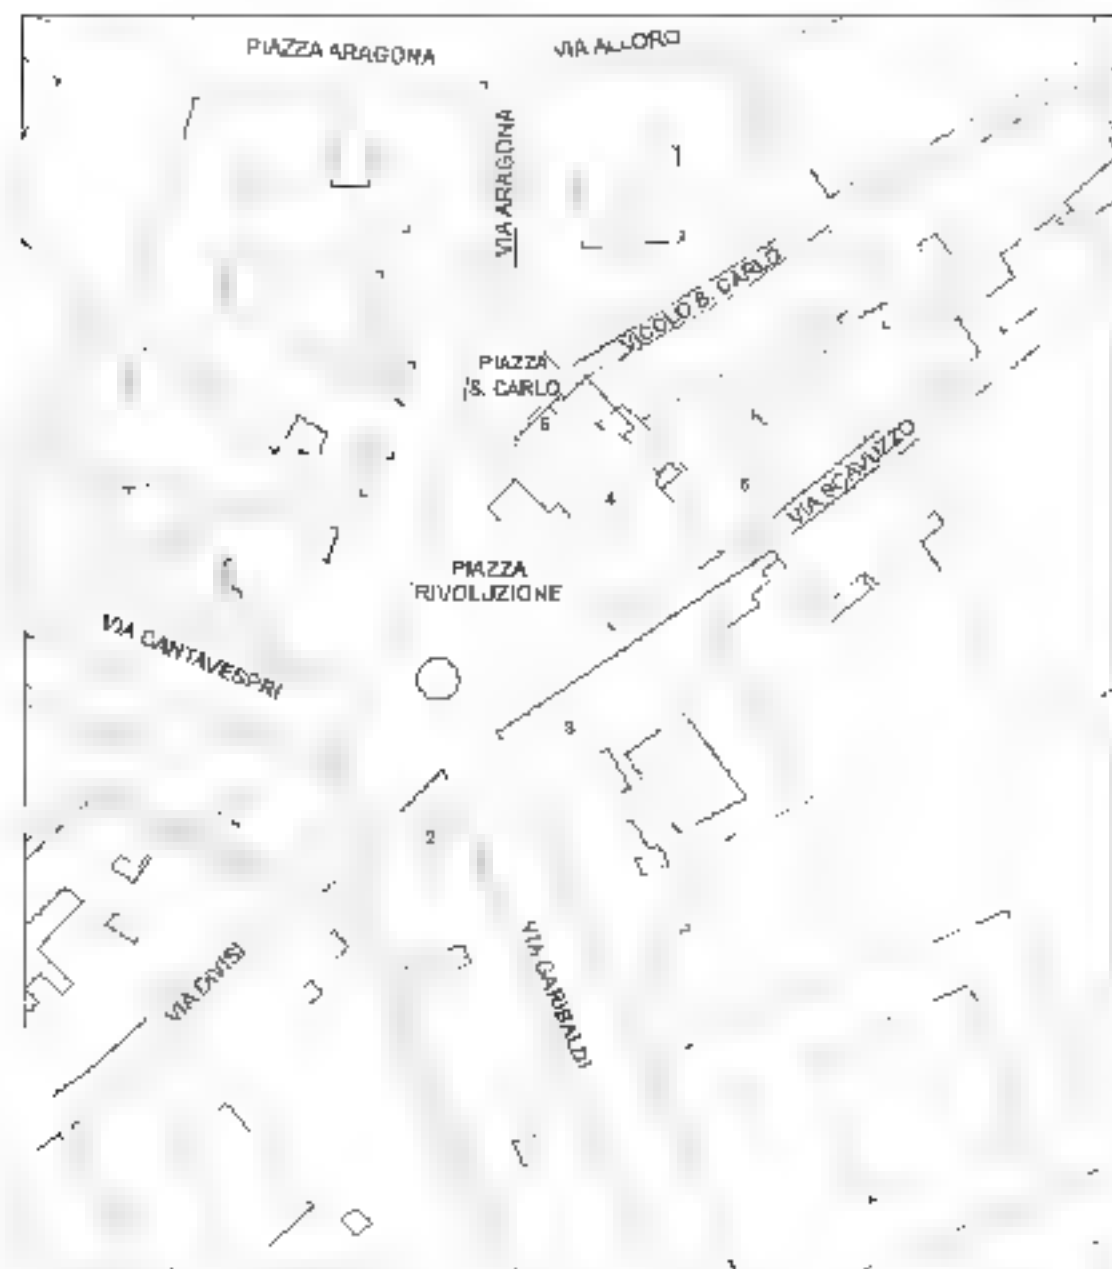 PIAZZA ARAGONA
VIA ALLORO
VIA ARAGONA
VICOLO S. CARLO
PIAZZA
S. CARLO
4
VIA SCAVUZZO
PIAZZA
RIVOLUZIONE
VIA CANTAVESPRI
3
2
VIA DIVISI
VIA GARIBALDI